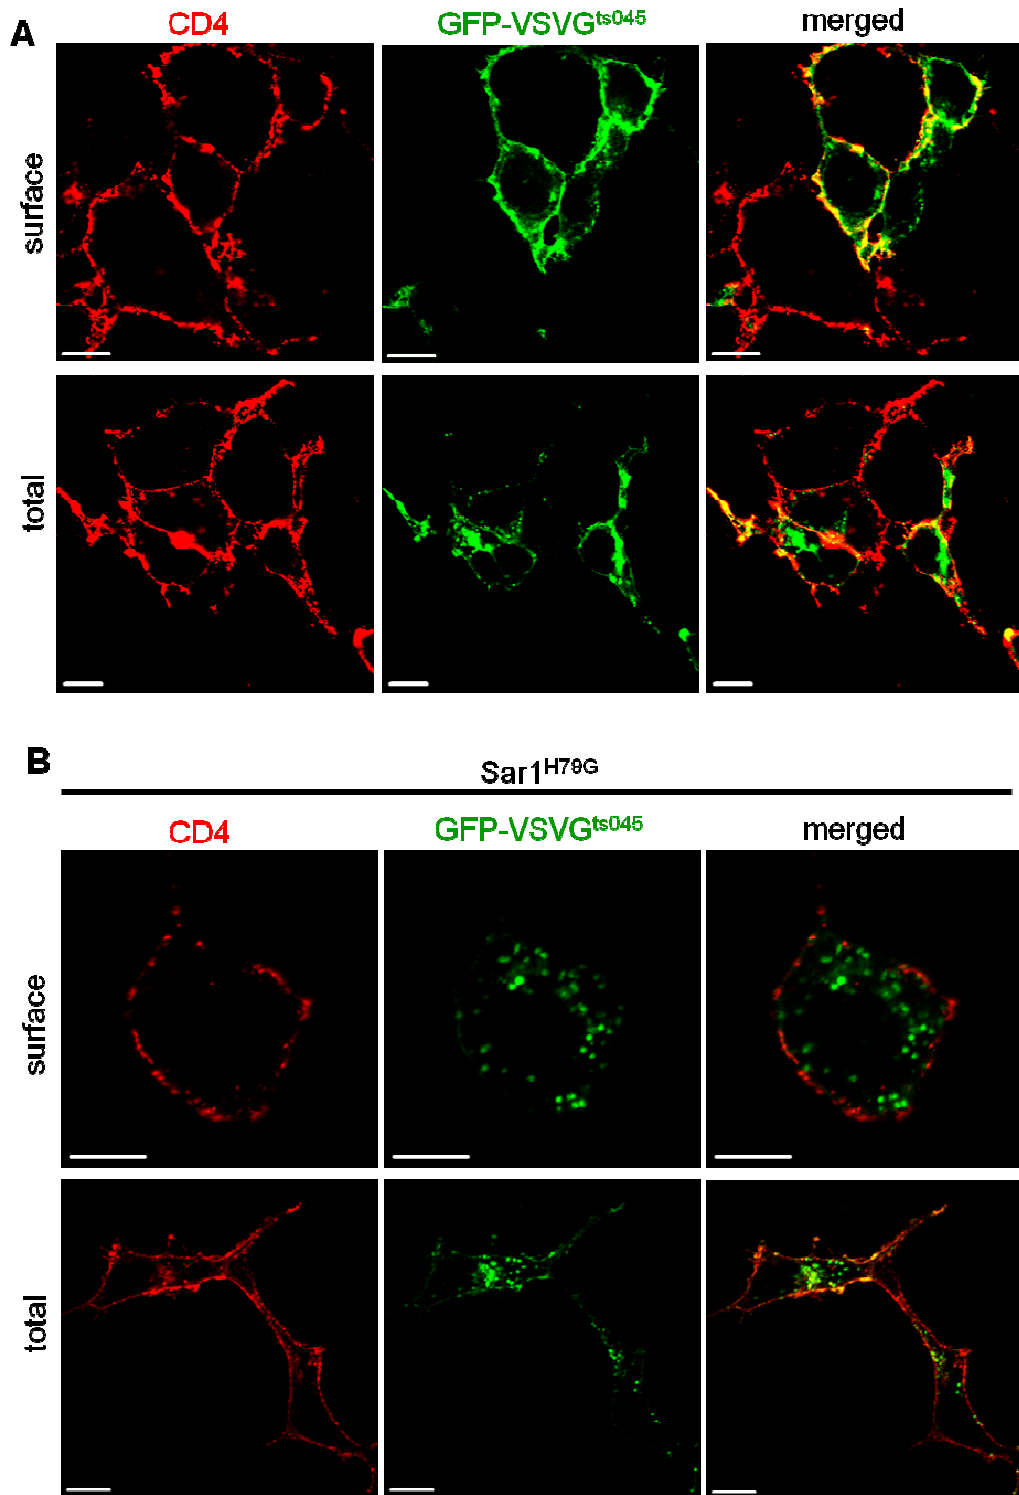 A
CD4 GFP-VSVGts045 merged
surface
total
B
Sar1H79G
CD4 GFP-VSVGts045 merged
surface
total